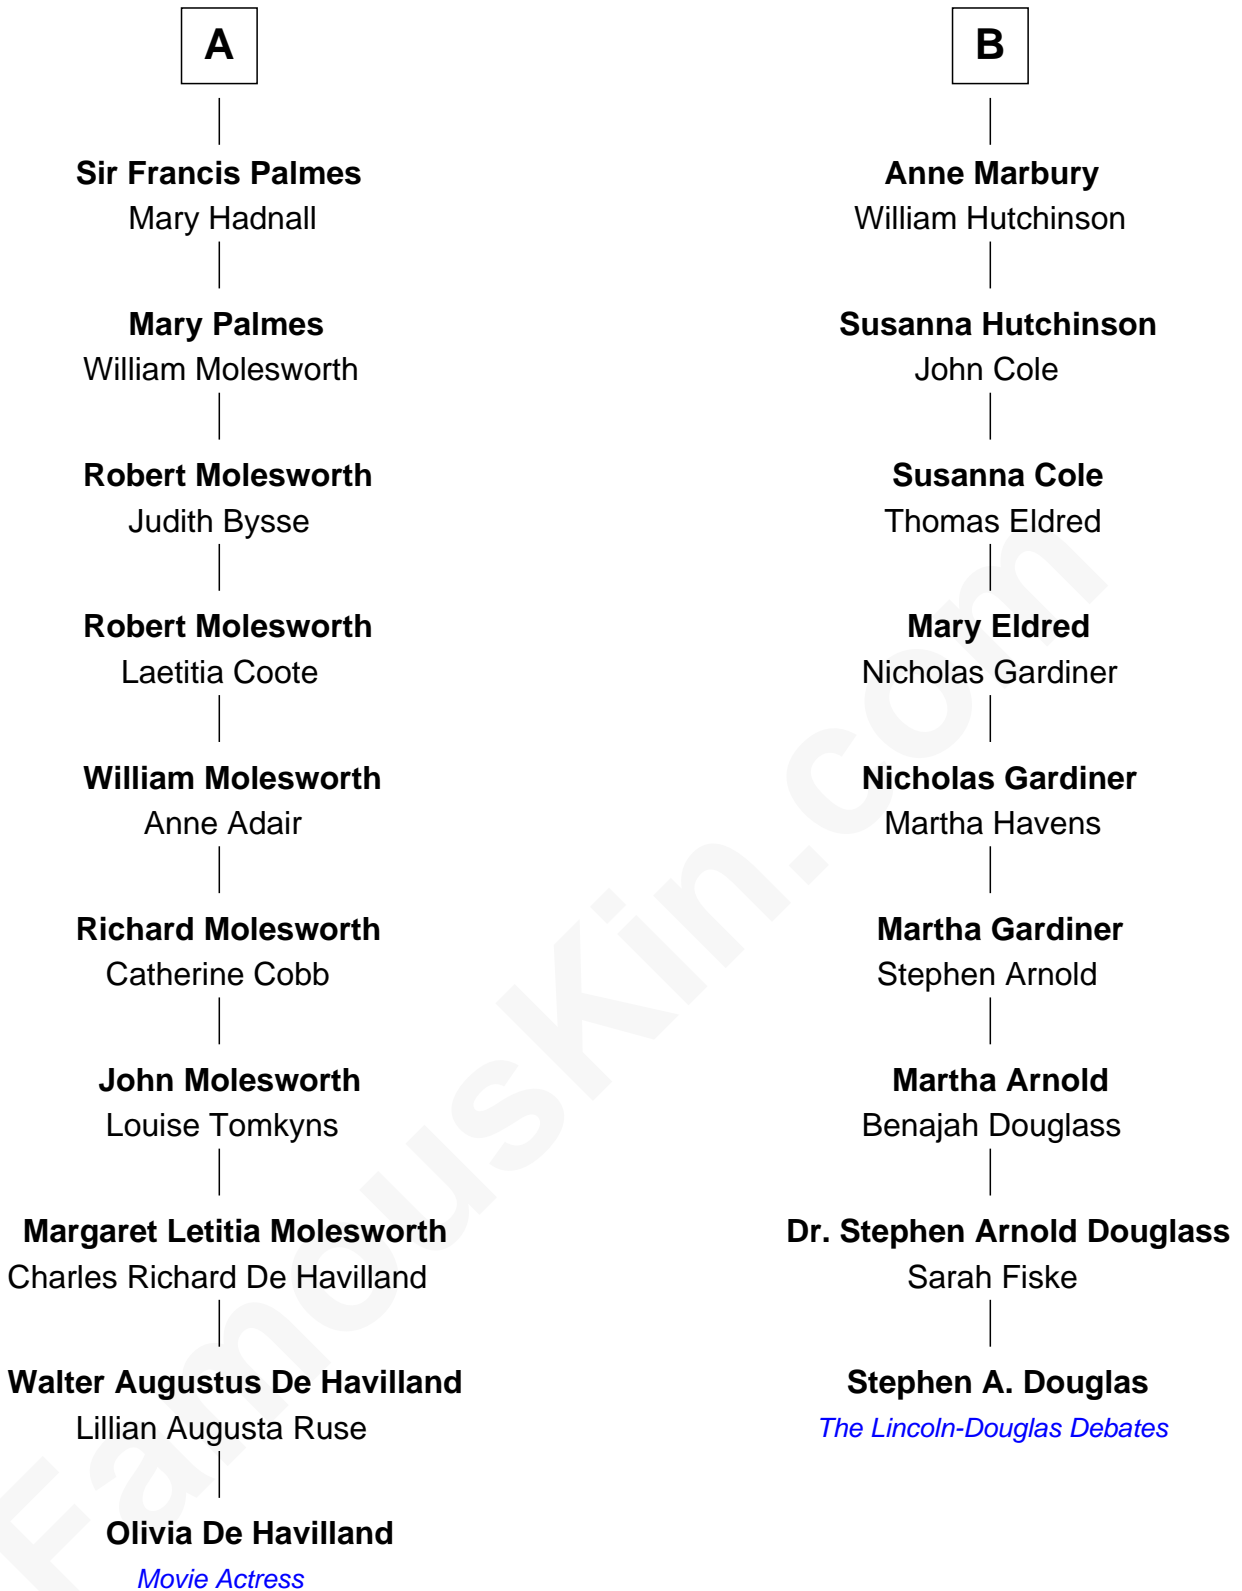 A
Sir Francis Palmes
Mary Hadnall
Mary Palmes
William Molesworth
Robert Molesworth
Judith Bysse
Robert Molesworth
Laetitia Coote
William Molesworth
Anne Adair
Richard Molesworth
Catherine Cobb
John Molesworth
Louise Tomkyns
Margaret Letitia Molesworth
Charles Richard De Havilland
Walter Augustus De Havilland
Lillian Augusta Ruse
Olivia De Havilland
Movie Actress
B
Anne Marbury
William Hutchinson
Susanna Hutchinson
John Cole
Susanna Cole
Thomas Eldred
Mary Eldred
Nicholas Gardiner
Nicholas Gardiner
Martha Havens
Martha Gardiner
Stephen Arnold
Martha Arnold
Benajah Douglass
Dr. Stephen Arnold Douglass
Sarah Fiske
Stephen A. Douglas
The Lincoln-Douglas Debates
FamousKin.com